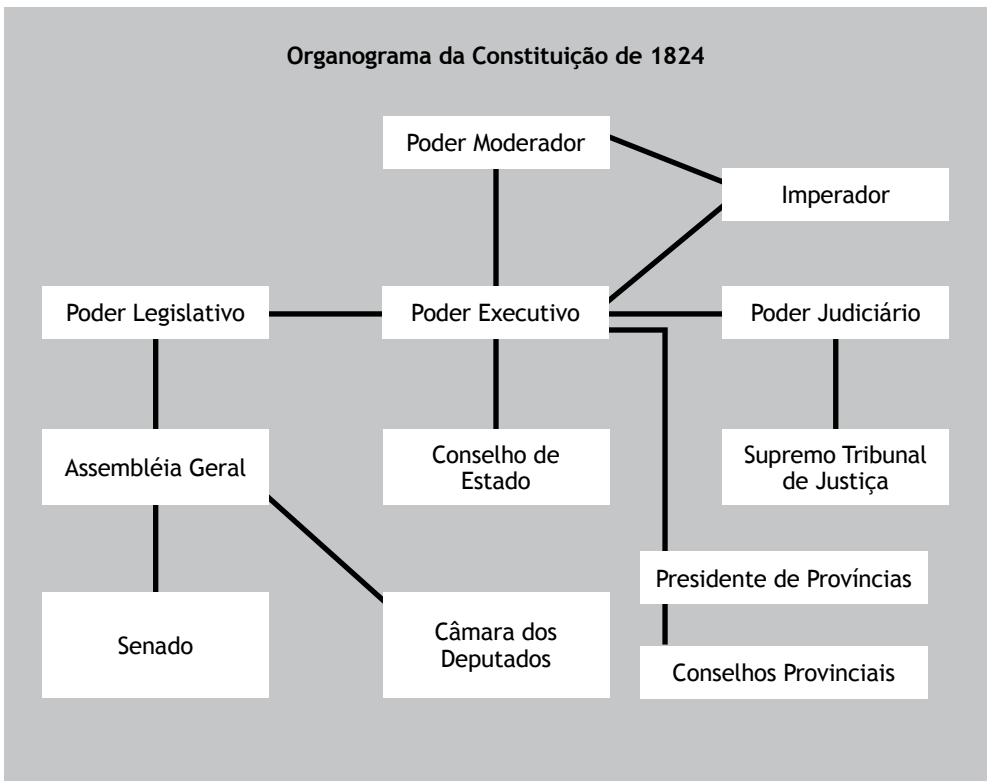 Organograma da Constituição de 1824
Poder Moderador
Imperador
Poder Legislativo
Poder Executivo
Poder Judiciário
Assembléia Geral
Conselho de
Estado
Supremo Tribunal
de Justiça
Presidente de Províncias
Senado
Câmara dos
Deputados
Conselhos Provinciais